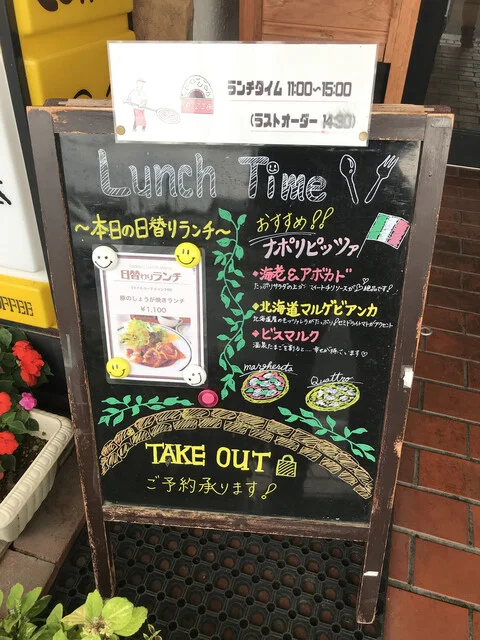 ランチタイム 11:00〜15:00
(ラストオーダー 14:30)
Lunch Time
〜本日の日替りランチ〜
日替わりランチ
豚のしょうが焼きランチ
¥1,100
おすすめ!!
ナポリピッツァ
・海老&アボカド
・北海道マルゲビアンカ
・ビスマルク
margherita
Quattro
TAKE OUT
ご予約承ります!
COFFEE